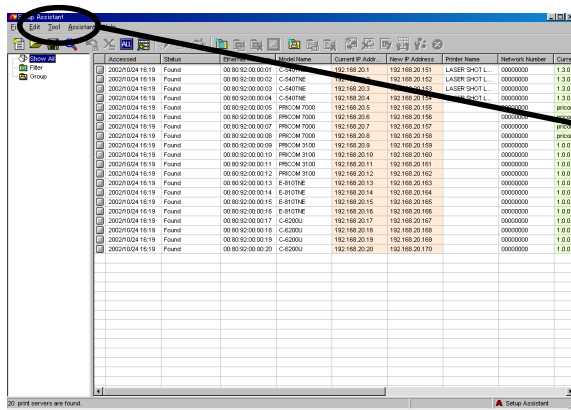 Setup Assistant
Edit Tool Assistant Help
ALL
Show All
Filter
Group
Accessed Status Ethernet Model Name Current IP Addr... New IP Address Printer Name Network Number Curre
2002/10/24 16:19 Found 00:80:92:00:00:01 C-540TNE 192.168.20.1 192.168.20.151 LASER SHOT L... 00000000 1.3.0
2002/10/24 16:19 Found 00:80:92:00:00:02 C-540TNE 192.168.20.152 LASER SHOT L... 00000000 1.3.0
2002/10/24 16:19 Found 00:80:92:00:00:03 C-540TNE 192.168.20.3 192.168.20.153 LASER SHOT L... 00000000 1.3.0
2002/10/24 16:19 Found 00:80:92:00:00:04 C-540TNE 192.168.20.4 192.168.20.154 LASER SHOT L... 00000000 1.3.0
2002/10/24 16:19 Found 00:80:92:00:00:05 PRICOM 7000 192.168.20.5 192.168.20.155 00000000 prico
2002/10/24 16:19 Found 00:80:92:00:00:06 PRICOM 7000 192.168.20.6 192.168.20.156 00000000
2002/10/24 16:19 Found 00:80:92:00:00:07 PRICOM 7000 192.168.20.7 192.168.20.157 00000000 prico
2002/10/24 16:19 Found 00:80:92:00:00:08 PRICOM 7000 192.168.20.8 192.168.20.158 00000000 prico
2002/10/24 16:19 Found 00:80:92:00:00:09 PRICOM 3100 192.168.20.9 192.168.20.159 00000000 1.0.0
2002/10/24 16:19 Found 00:80:92:00:00:10 PRICOM 3100 192.168.20.10 192.168.20.160 00000000 1.0.0
2002/10/24 16:19 Found 00:80:92:00:00:11 PRICOM 3100 192.168.20.11 192.168.20.161 00000000 1.0.0
2002/10/24 16:19 Found 00:80:92:00:00:12 PRICOM 3100 192.168.20.12 192.168.20.162 00000000 1.0.0
2002/10/24 16:19 Found 00:80:92:00:00:13 E-810TNE 192.168.20.13 192.168.20.163 00000000 1.0.0
2002/10/24 16:19 Found 00:80:92:00:00:14 E-810TNE 192.168.20.14 192.168.20.164 00000000 1.0.0
2002/10/24 16:19 Found 00:80:92:00:00:15 E-810TNE 192.168.20.15 192.168.20.165 00000000 1.0.0
2002/10/24 16:19 Found 00:80:92:00:00:16 E-810TNE 192.168.20.16 192.168.20.166 00000000 1.0.0
2002/10/24 16:19 Found 00:80:92:00:00:17 C-6200U 192.168.20.17 192.168.20.167 00000000 1.0.0
2002/10/24 16:19 Found 00:80:92:00:00:18 C-6200U 192.168.20.18 192.168.20.168 00000000 1.0.0
2002/10/24 16:19 Found 00:80:92:00:00:19 C-6200U 192.168.20.19 192.168.20.169 00000000 1.0.0
2002/10/24 16:19 Found 00:80:92:00:00:20 C-6200U 192.168.20.20 192.168.20.170 00000000 1.0.0
20 print servers are found. Setup Assistant